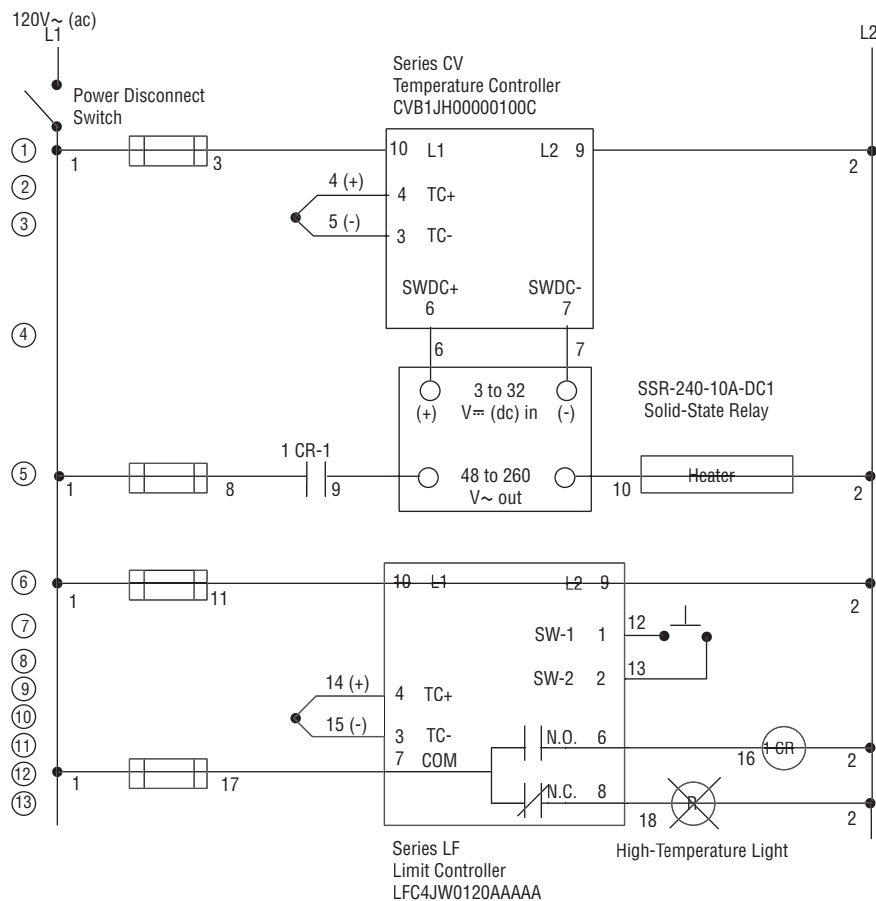 120V~ (ac)
L1
L2
Power Disconnect
Switch
Series CV
Temperature Controller
CVB1JH00000100C
1
1
3
10 L1
L2 9
2
2
4 (+)
4 TC+
3
5 (-)
3 TC-
SWDC+
6
SWDC-
7
4
6
7
(+)
3 to 32
V⎓ (dc) in
(-)
SSR-240-10A-DC1
Solid-State Relay
5
1
8
1 CR-1
9
48 to 260
V~ out
10
Heater
2
6
1
11
10 L1
L2 9
2
7
SW-1 1
12
8
SW-2 2
13
9
14 (+)
4 TC+
10
15 (-)
3 TC-
11
N.O. 6
16
1 CR
2
12
1
17
7 COM
13
N.C. 8
18
R
2
High-Temperature Light
Series LF
Limit Controller
LFC4JW0120AAAAA